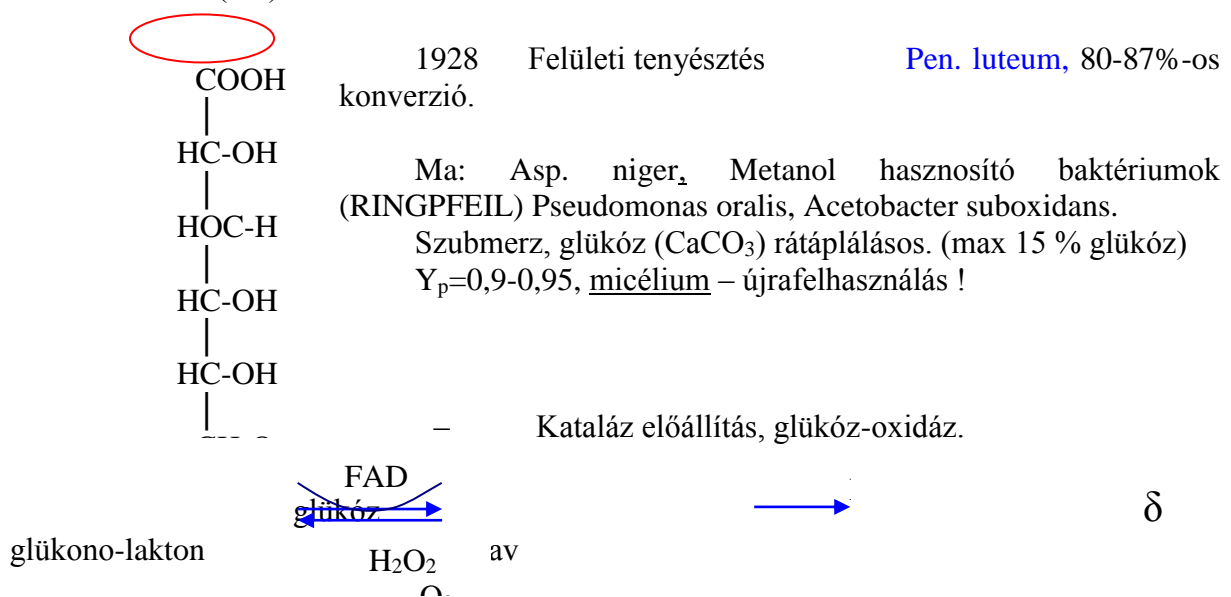 1928 Felületi tenyésztés Pen. luteum, 80-87%-os
konverzió.
COOH
HC-OH
HOC-H
HC-OH
HC-OH
Ma: Asp. niger, Metanol hasznosító baktériumok
(RINGPFEIL) Pseudomonas oralis, Acetobacter suboxidans.
Szubmerz, glükóz (CaCO₃) rátáplálásos. (max 15 % glükóz)
Yₚ=0,9-0,95, micélium – újrafelhasználás !
– Kataláz előállítás, glükóz-oxidáz.
FAD
glükóz δ
glükono-lakton H₂O₂ av